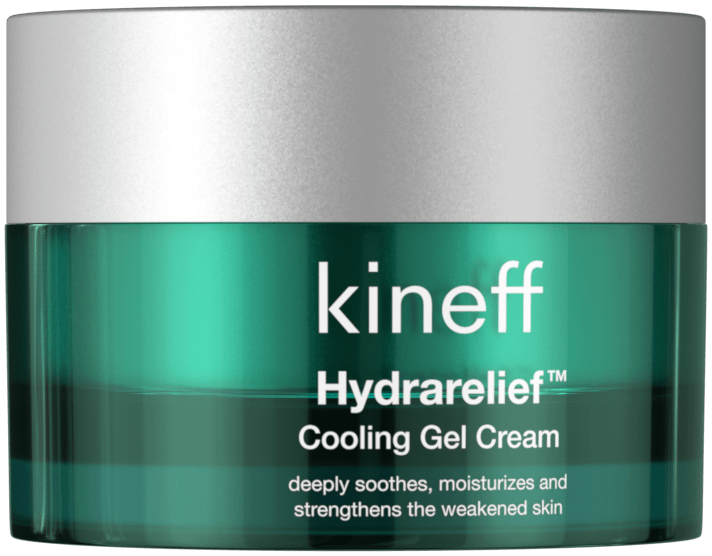 kineff
Hydrarelief™
Cooling Gel Cream
deeply soothes, moisturizes and
strengthens the weakened skin